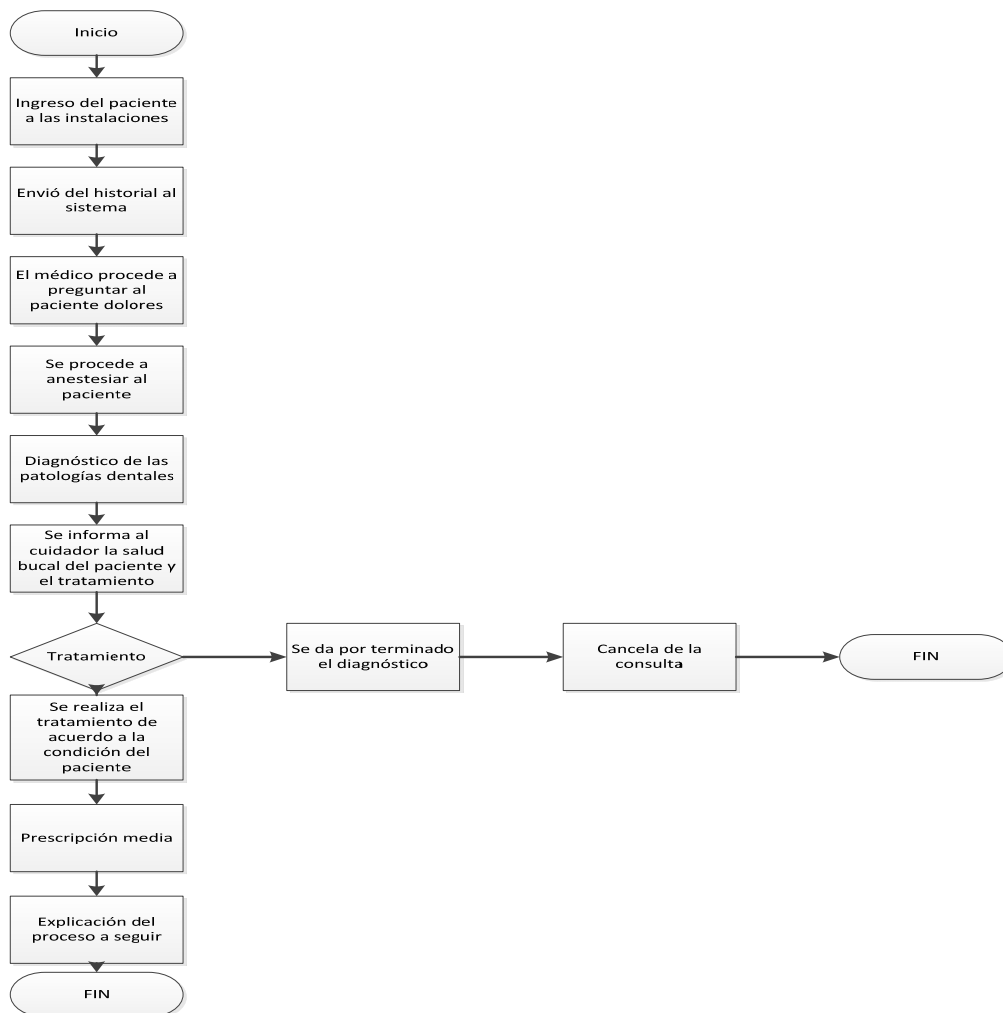 Inicio
Ingreso del paciente
a las instalaciones
Envió del historial al
sistema
El médico procede a
preguntar al
paciente dolores
Se procede a
anestesiar al
paciente
Diagnóstico de las
patologías dentales
Se informa al
cuidador la salud
bucal del paciente y
el tratamiento
Tratamiento
Se da por terminado
el diagnóstico
Cancela de la
consulta
FIN
Se realiza el
tratamiento de
acuerdo a la
condición del
paciente
Prescripción media
Explicación del
proceso a seguir
FIN